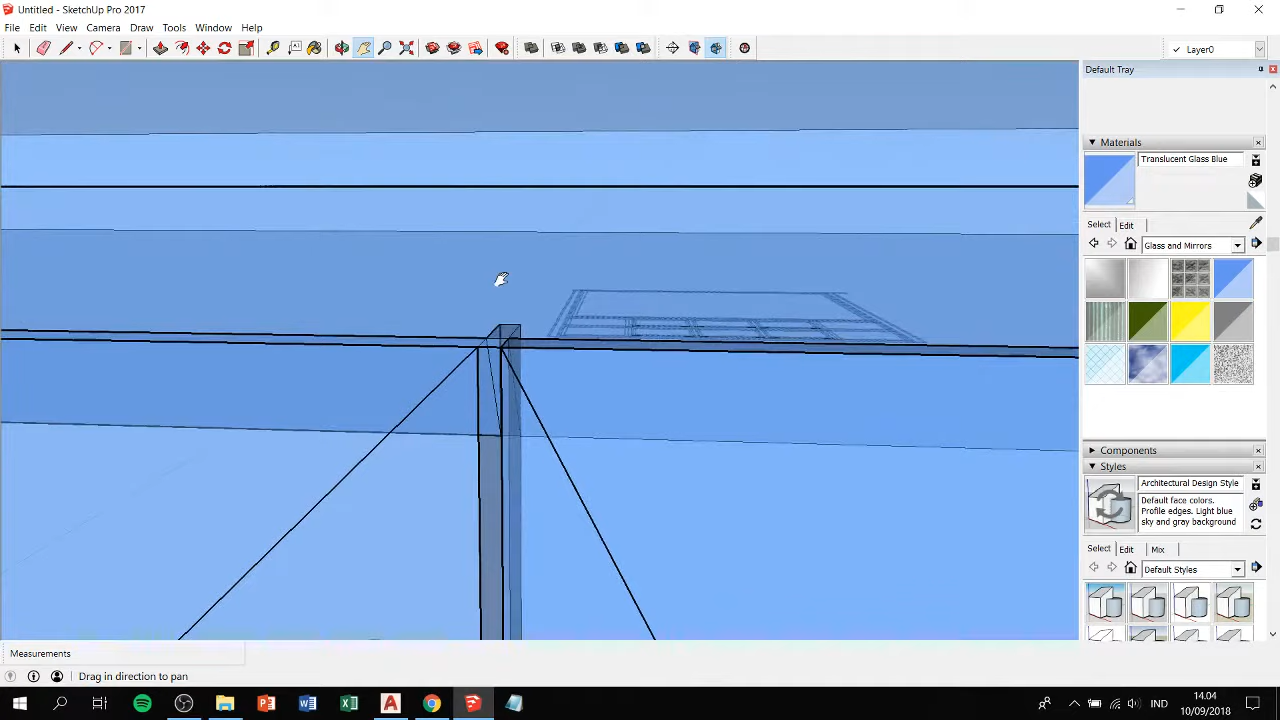 Untitled - SketchUp Pro 2017
File Edit View Camera Draw Tools Window Help
Layer0
Default Tray
Materials
Translucent Glass Blue
Select Edit
Glass and Mirrors
Components
Styles
Architectural Design Style
Default face colors.
Profile edges. Light blue
sky and gray background
Select Edit Mix
Default Styles
Measurements
Drag in direction to pan
IND
14.04
10/09/2018